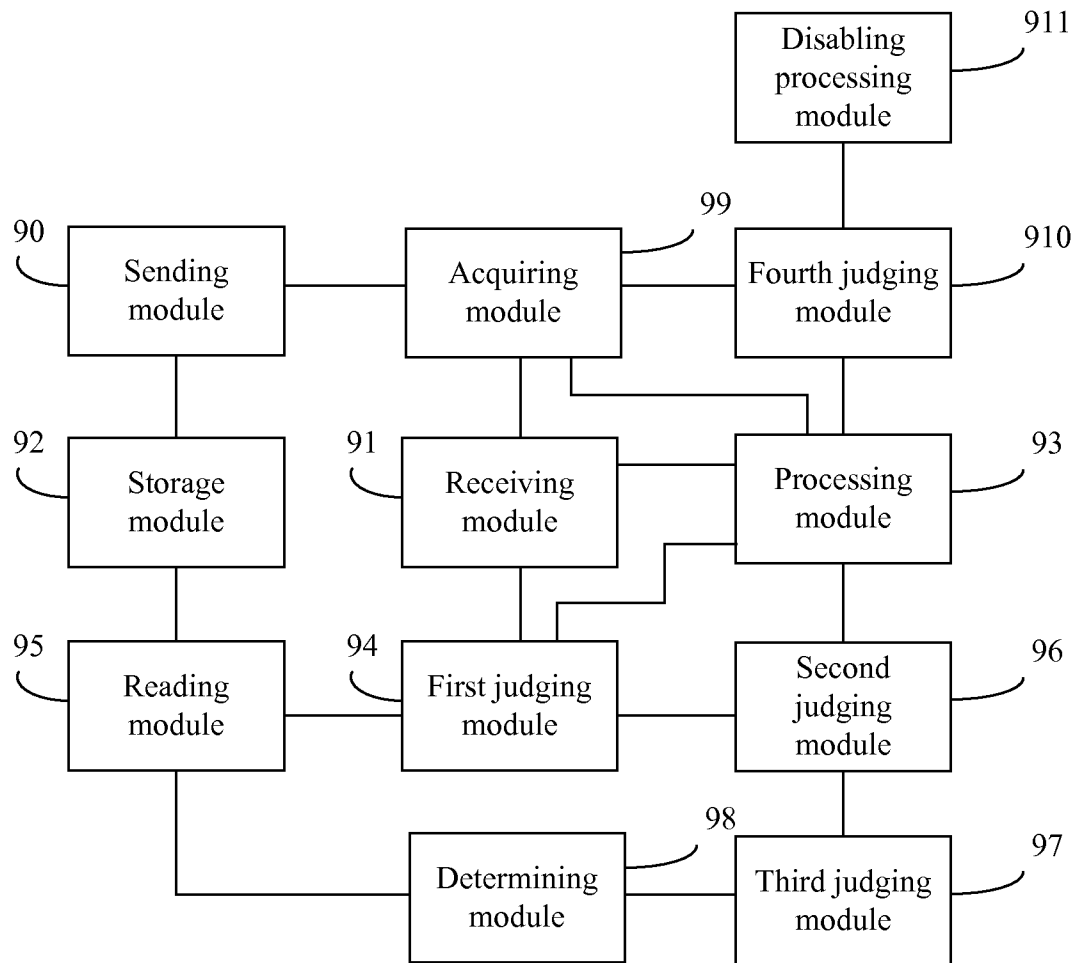 911
Disabling
processing
module
90
Sending
module
99
Acquiring
module
910
Fourth judging
module
92
Storage
module
91
Receiving
module
93
Processing
module
95
Reading
module
94
First judging
module
96
Second
judging
module
98
Determining
module
97
Third judging
module